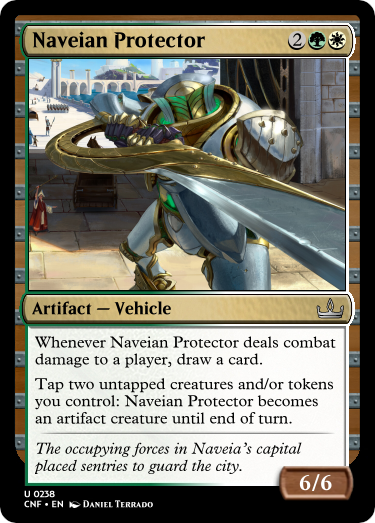 Naveian Protector 2
Artifact — Vehicle
Whenever Naveian Protector deals combat
damage to a player, draw a card.
Tap two untapped creatures and/or tokens
you control: Naveian Protector becomes
an artifact creature until end of turn.
The occupying forces in Naveia's capital
placed sentries to guard the city.
6/6
U 0238
CNF • EN Daniel Terrado